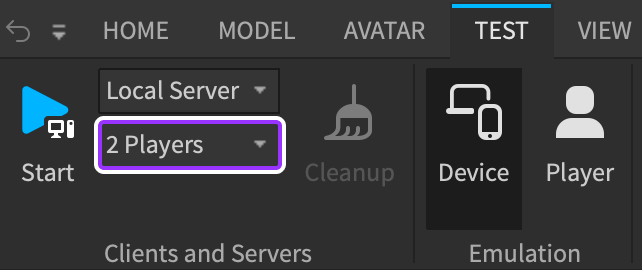 HOME MODEL AVATAR TEST VIEW
Local Server
2 Players
Start
Cleanup
Device
Player
Clients and Servers
Emulation